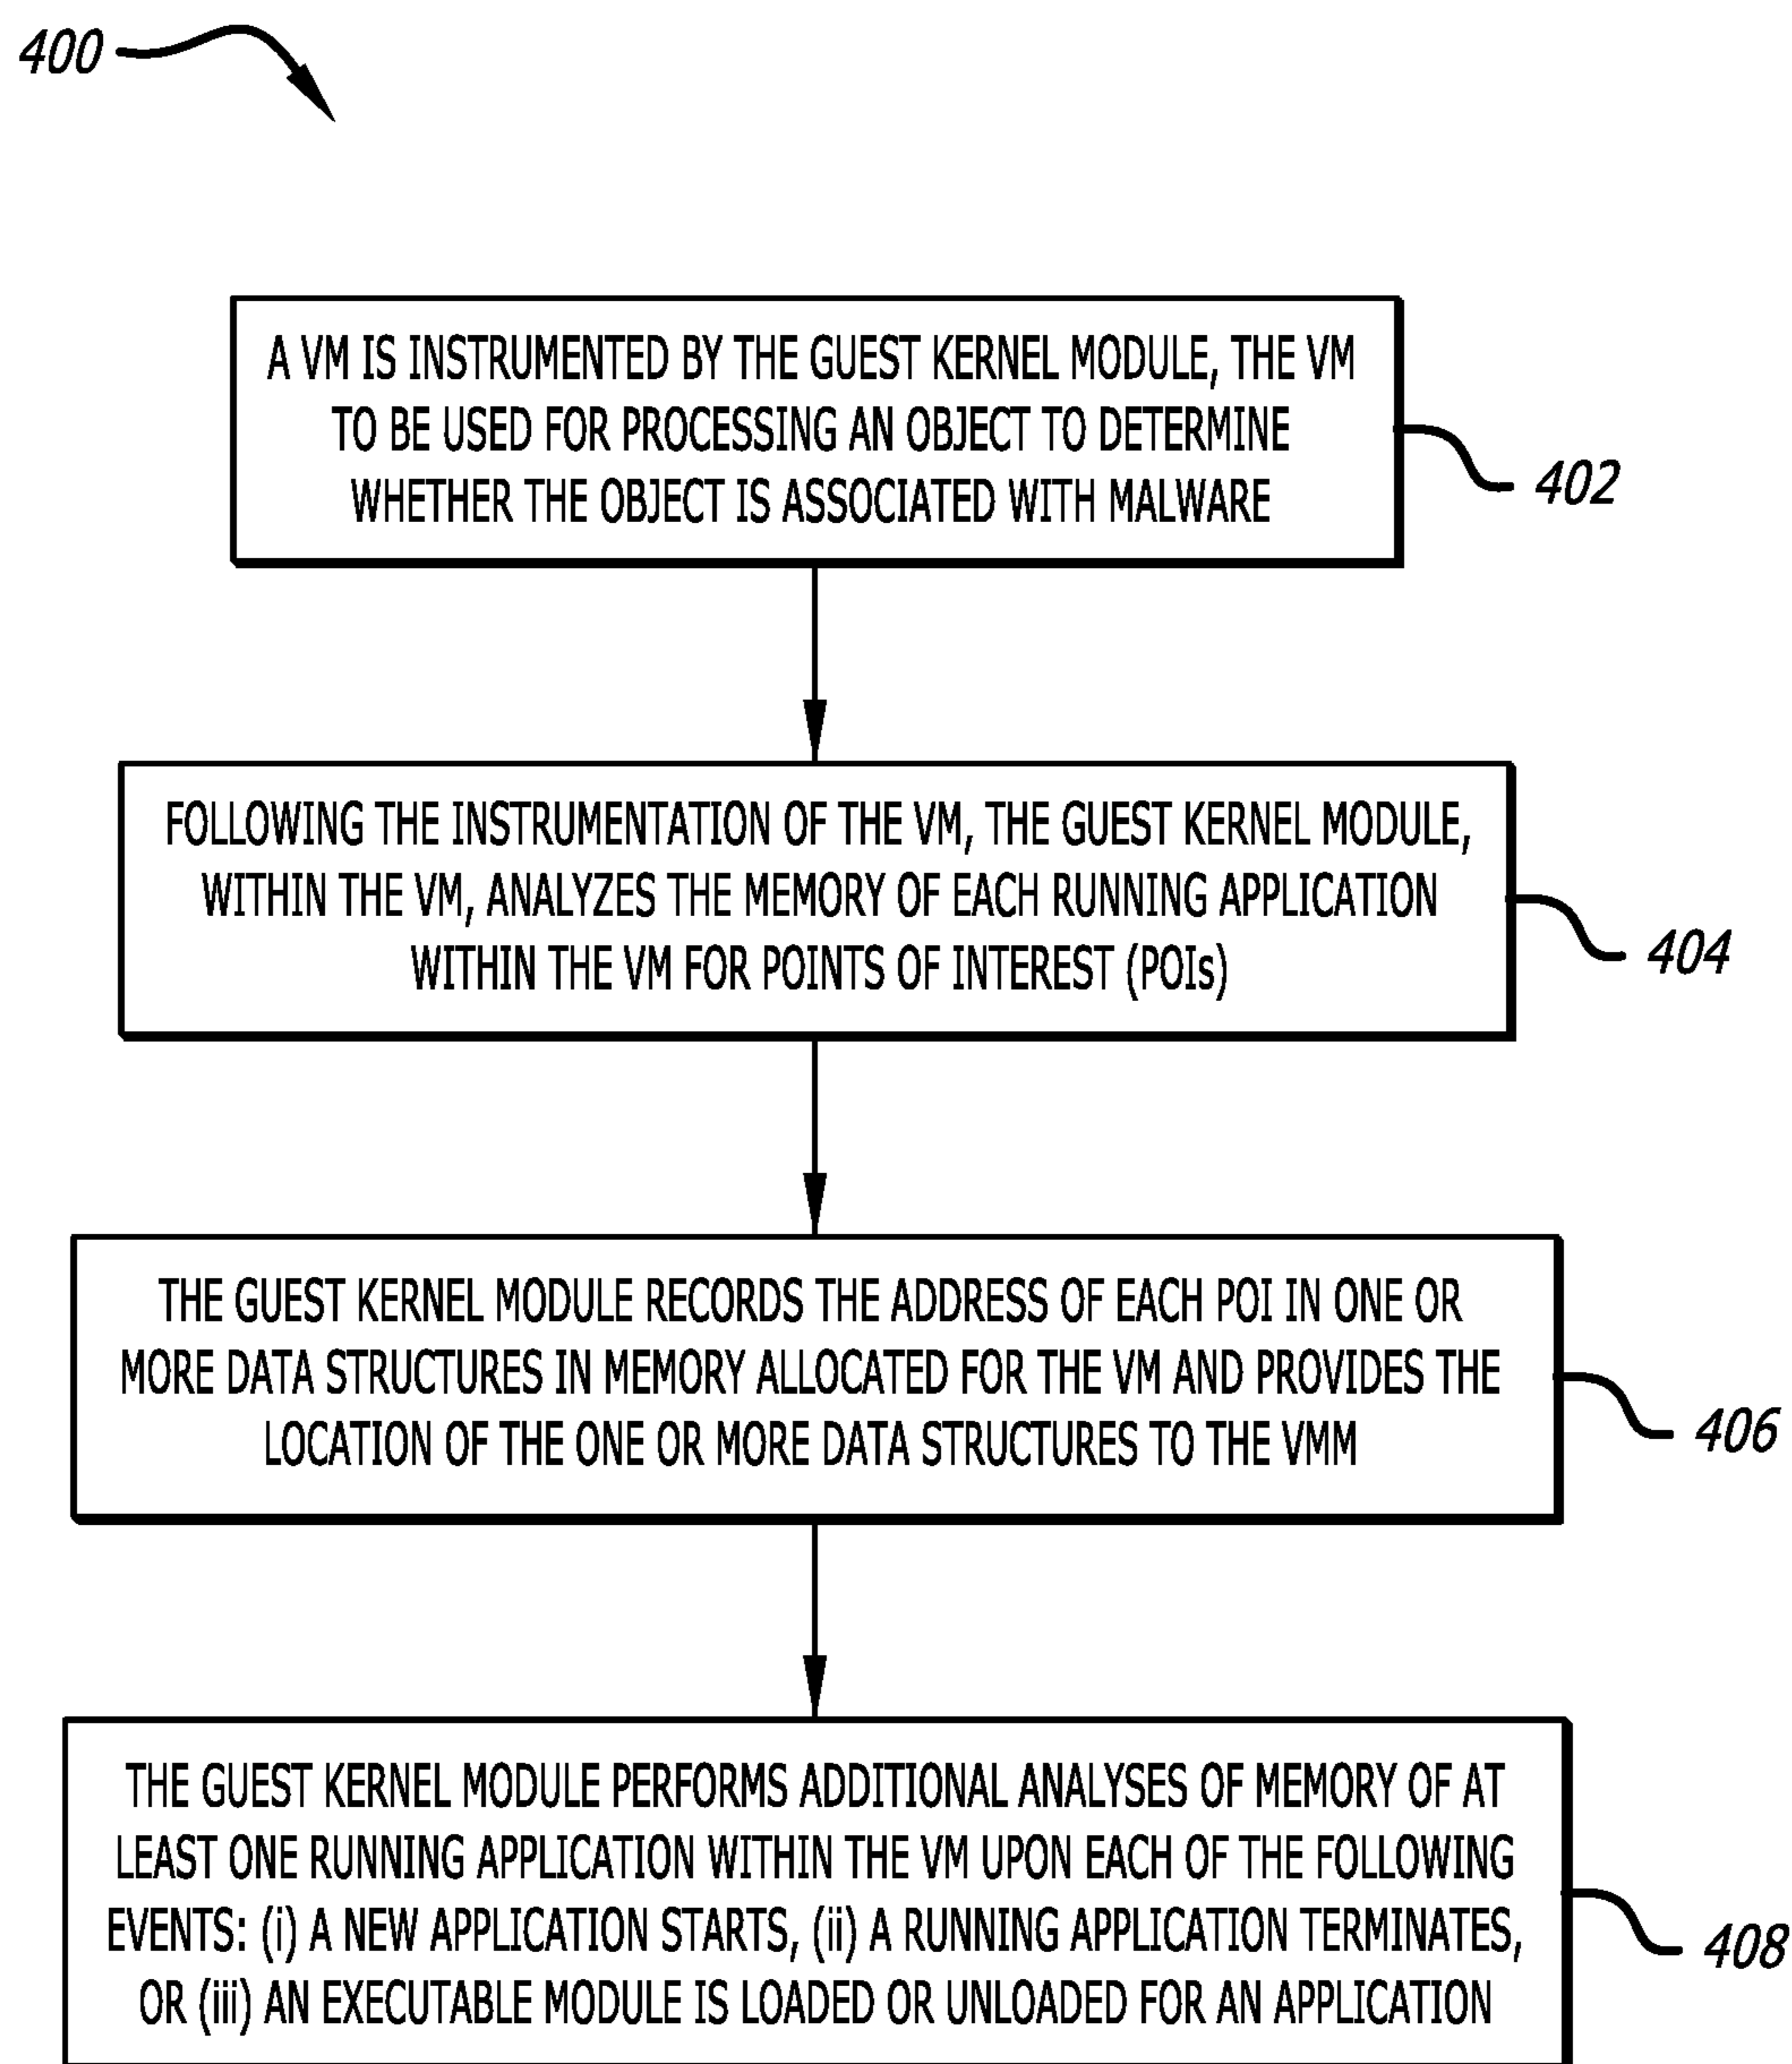 400
A VM IS INSTRUMENTED BY THE GUEST KERNEL MODULE, THE VM
TO BE USED FOR PROCESSING AN OBJECT TO DETERMINE
WHETHER THE OBJECT IS ASSOCIATED WITH MALWARE
402
FOLLOWING THE INSTRUMENTATION OF THE VM, THE GUEST KERNEL MODULE,
WITHIN THE VM, ANALYZES THE MEMORY OF EACH RUNNING APPLICATION
WITHIN THE VM FOR POINTS OF INTEREST (POIs)
404
THE GUEST KERNEL MODULE RECORDS THE ADDRESS OF EACH POI IN ONE OR
MORE DATA STRUCTURES IN MEMORY ALLOCATED FOR THE VM AND PROVIDES THE
LOCATION OF THE ONE OR MORE DATA STRUCTURES TO THE VMM
406
THE GUEST KERNEL MODULE PERFORMS ADDITIONAL ANALYSES OF MEMORY OF AT
LEAST ONE RUNNING APPLICATION WITHIN THE VM UPON EACH OF THE FOLLOWING
EVENTS: (i) A NEW APPLICATION STARTS, (ii) A RUNNING APPLICATION TERMINATES,
OR (iii) AN EXECUTABLE MODULE IS LOADED OR UNLOADED FOR AN APPLICATION
408